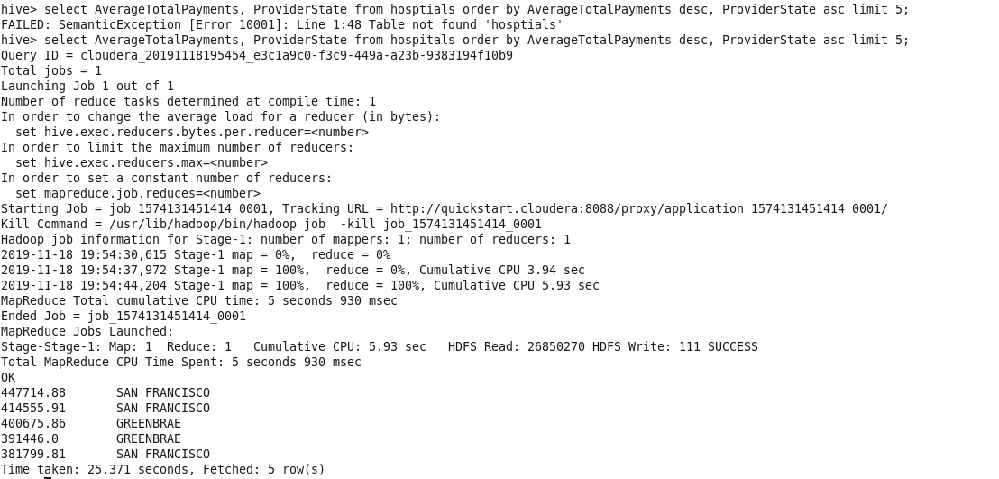 hive> select AverageTotalPayments, ProviderState from hosptials order by AverageTotalPayments desc, ProviderState asc limit 5;
FAILED: SemanticException [Error 10001]: Line 1:48 Table not found 'hosptials'
hive> select AverageTotalPayments, ProviderState from hospitals order by AverageTotalPayments desc, ProviderState asc limit 5;
Query ID = cloudera_20191118195454_e3c1a9c0-f3c9-449a-a23b-9383194f10b9
Total jobs = 1
Launching Job 1 out of 1
Number of reduce tasks determined at compile time: 1
In order to change the average load for a reducer (in bytes):
  set hive.exec.reducers.bytes.per.reducer=<number>
In order to limit the maximum number of reducers:
  set hive.exec.reducers.max=<number>
In order to set a constant number of reducers:
  set mapreduce.job.reduces=<number>
Starting Job = job_1574131451414_0001, Tracking URL = http://quickstart.cloudera:8088/proxy/application_1574131451414_0001/
Kill Command = /usr/lib/hadoop/bin/hadoop job  -kill job_1574131451414_0001
Hadoop job information for Stage-1: number of mappers: 1; number of reducers: 1
2019-11-18 19:54:30,615 Stage-1 map = 0%,  reduce = 0%
2019-11-18 19:54:37,972 Stage-1 map = 100%,  reduce = 0%, Cumulative CPU 3.94 sec
2019-11-18 19:54:44,204 Stage-1 map = 100%,  reduce = 100%, Cumulative CPU 5.93 sec
MapReduce Total cumulative CPU time: 5 seconds 930 msec
Ended Job = job_1574131451414_0001
MapReduce Jobs Launched:
Stage-Stage-1: Map: 1  Reduce: 1   Cumulative CPU: 5.93 sec   HDFS Read: 26850270 HDFS Write: 111 SUCCESS
Total MapReduce CPU Time Spent: 5 seconds 930 msec
OK
447714.88       SAN FRANCISCO
414555.91       SAN FRANCISCO
400675.86       GREENBRAE
391446.0        GREENBRAE
381799.81       SAN FRANCISCO
Time taken: 25.371 seconds, Fetched: 5 row(s)